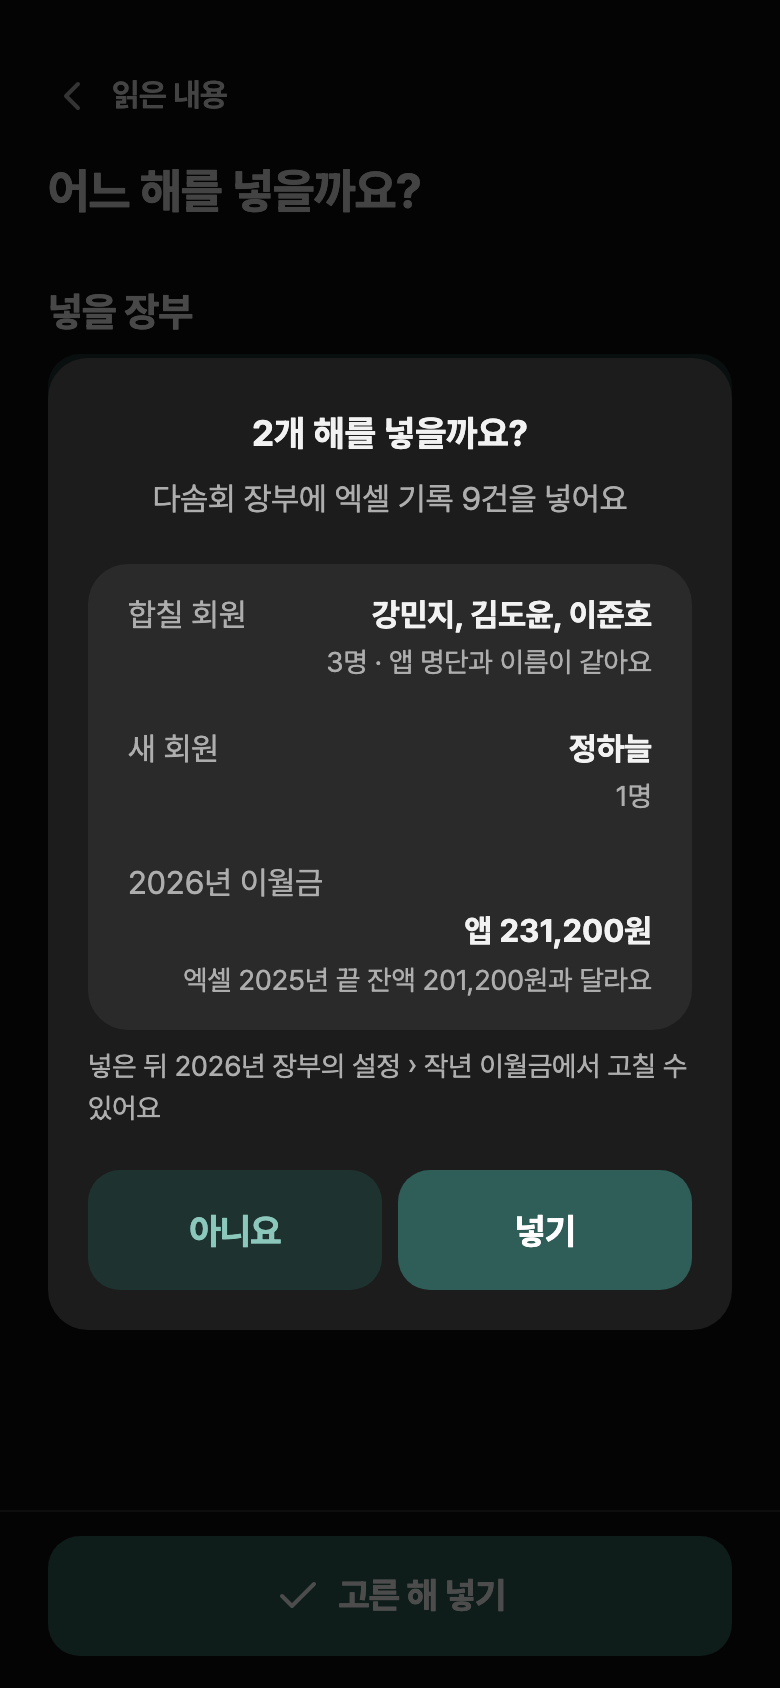 읽은 내용
어느 해를 넣을까요?
넣을 장부
2개 해를 넣을까요?
다솜회 장부에 엑셀 기록 9건을 넣어요
합칠 회원
강민지, 김도윤, 이준호
3명 · 앱 명단과 이름이 같아요
새 회원
정하늘
1명
2026년 이월금
앱 231,200원
엑셀 2025년 끝 잔액 201,200원과 달라요
넣은 뒤 2026년 장부의 설정 › 작년 이월금에서 고칠 수
있어요
아니요
넣기
고른 해 넣기